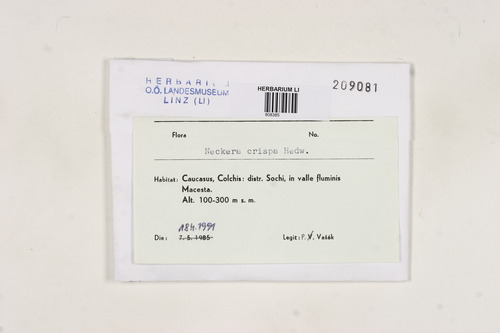 HERBARIUM
O.Ö. LANDESMUSEUM
LINZ (LI)
HERBARIUM LI
209081
Flora No.
Neckera crispa Hedw.
Habitat: Caucasus, Colchis: distr. Sochi, in valle fluminis
Macesta.
Alt. 100-300 m s. m.
18.4.1991
Die: 7. 5. 1985 Legit: P. V. Vašák